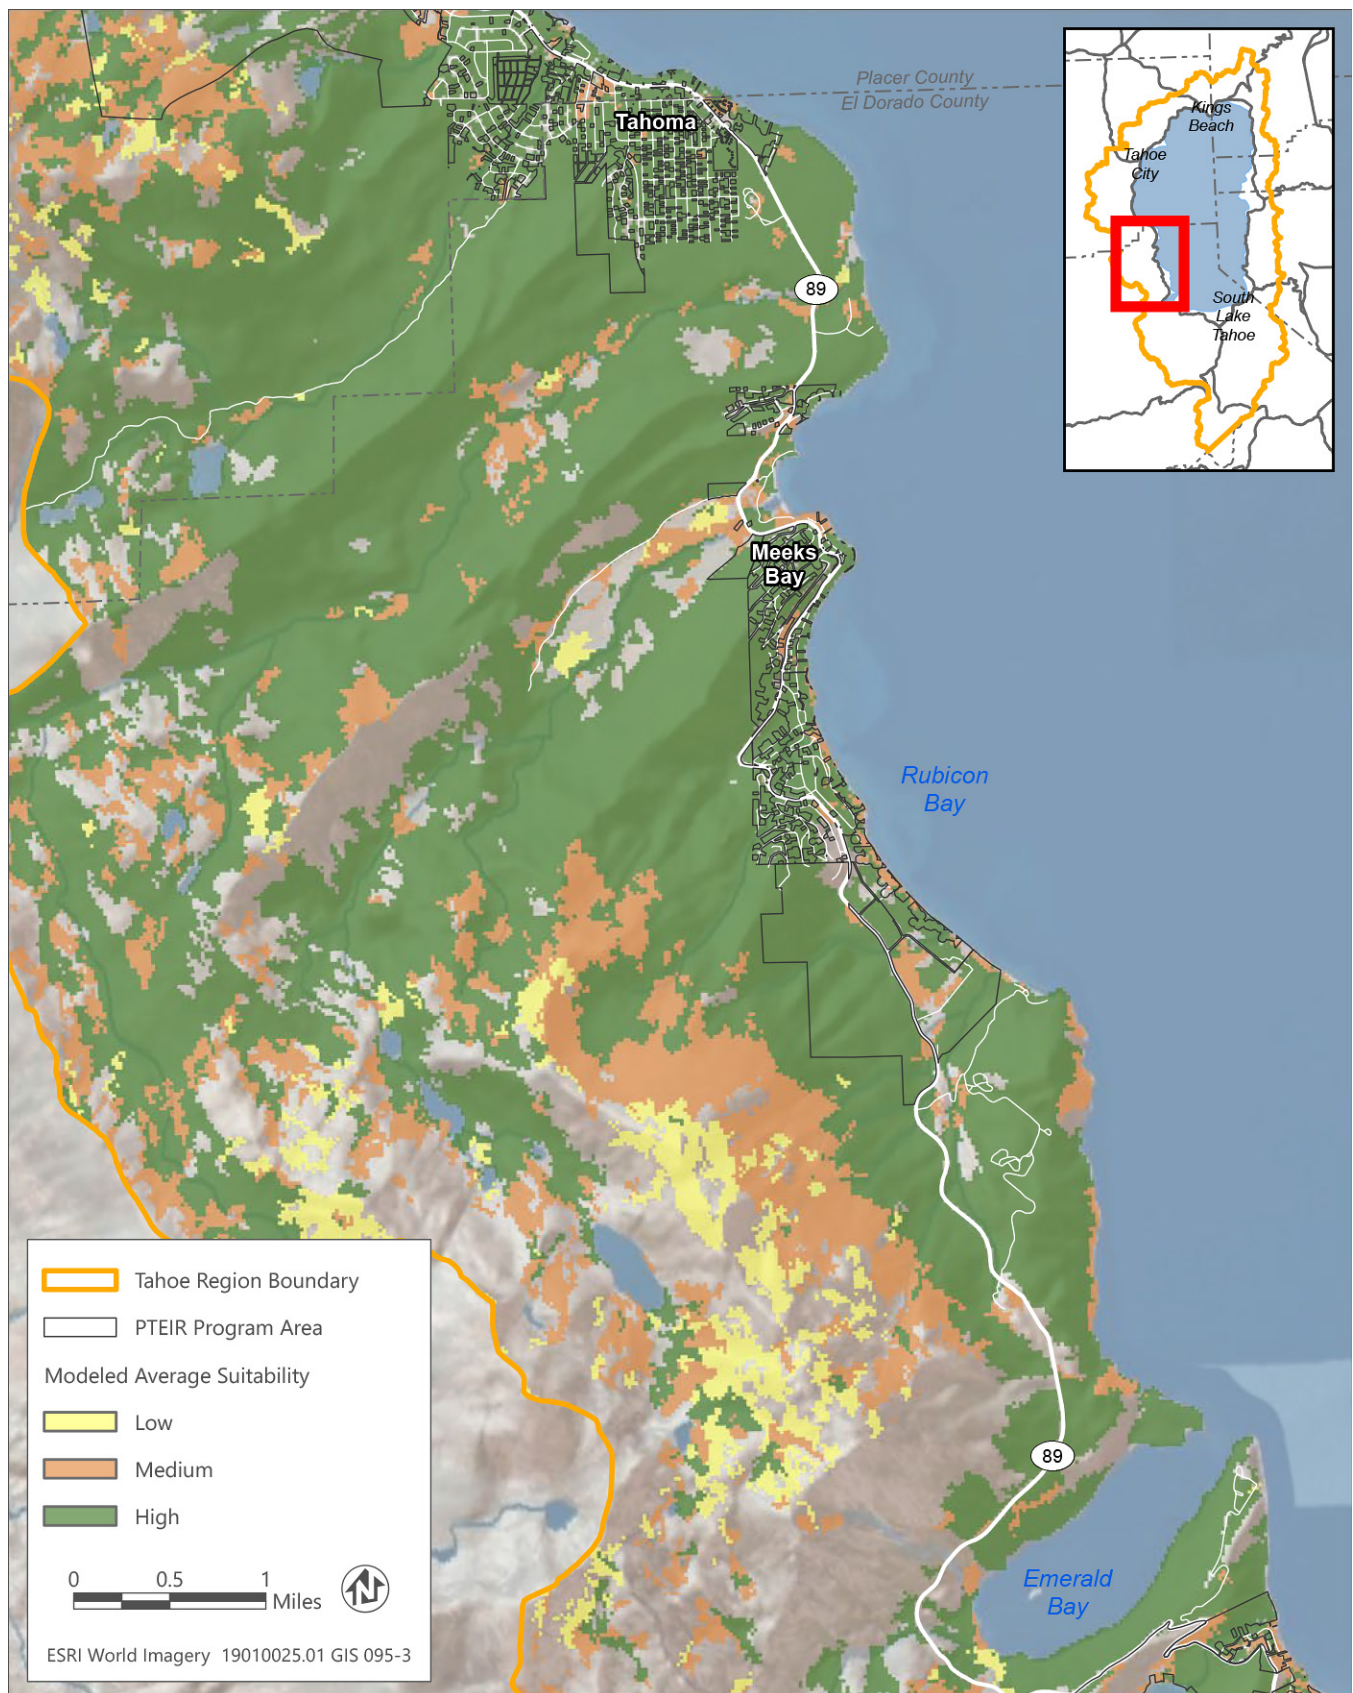 Placer County
El Dorado County
Tahoma
Kings
Beach
Tahoe
City
South
Lake
Tahoe
89
Meeks
Bay
Rubicon
Bay
Tahoe Region Boundary
PTEIR Program Area
Modeled Average Suitability
Low
Medium
High
0 0.5 1
Miles
N
ESRI World Imagery 19010025.01 GIS 095-3
89
Emerald
Bay